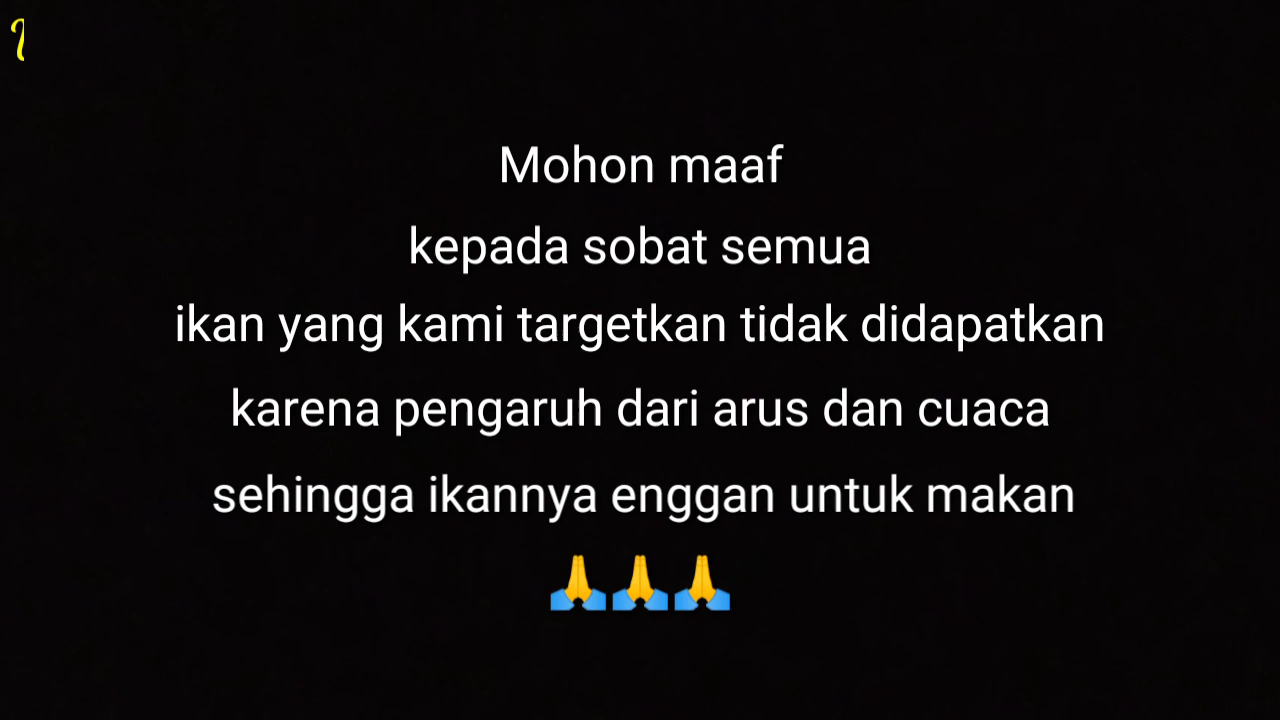 Mohon maaf
kepada sobat semua
ikan yang kami targetkan tidak didapatkan
karena pengaruh dari arus dan cuaca
sehingga ikannya enggan untuk makan
🙏🙏🙏